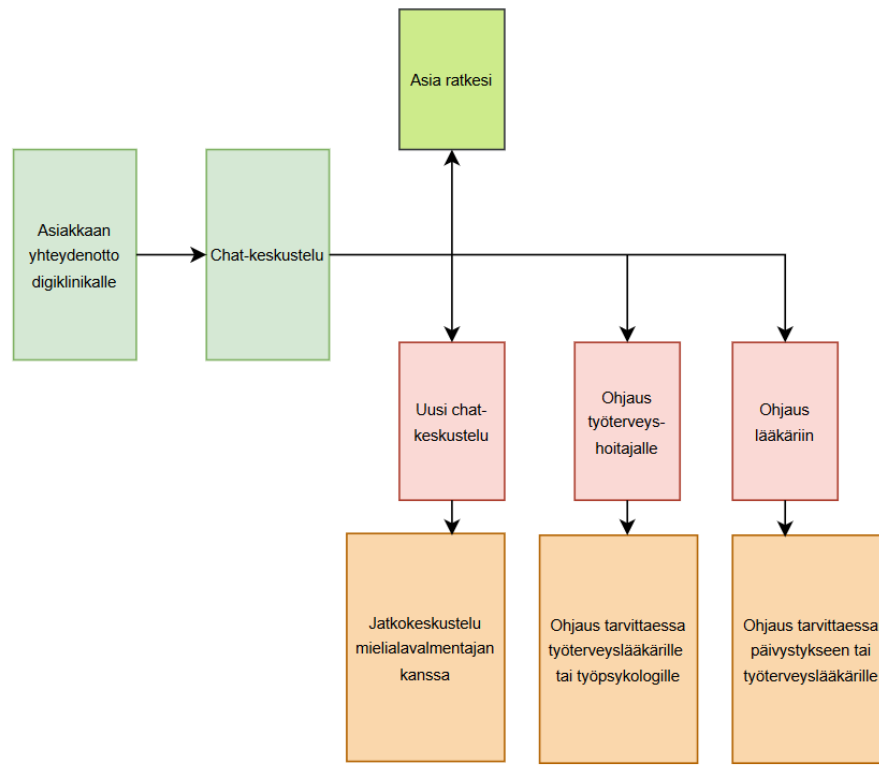 Asia ratkesi
Asiakkaan
yhteydenotto
digiklinikalle
Chat-keskustelu
Uusi chat-
keskustelu
Ohjaus
työterveys-
hoitajalle
Ohjaus
lääkäriin
Jatkokeskustelu
mielialavalmentajan
kanssa
Ohjaus tarvittaessa
työterveyslääkärille
tai työpsykologille
Ohjaus tarvittaessa
päivystykseen tai
työterveyslääkärille